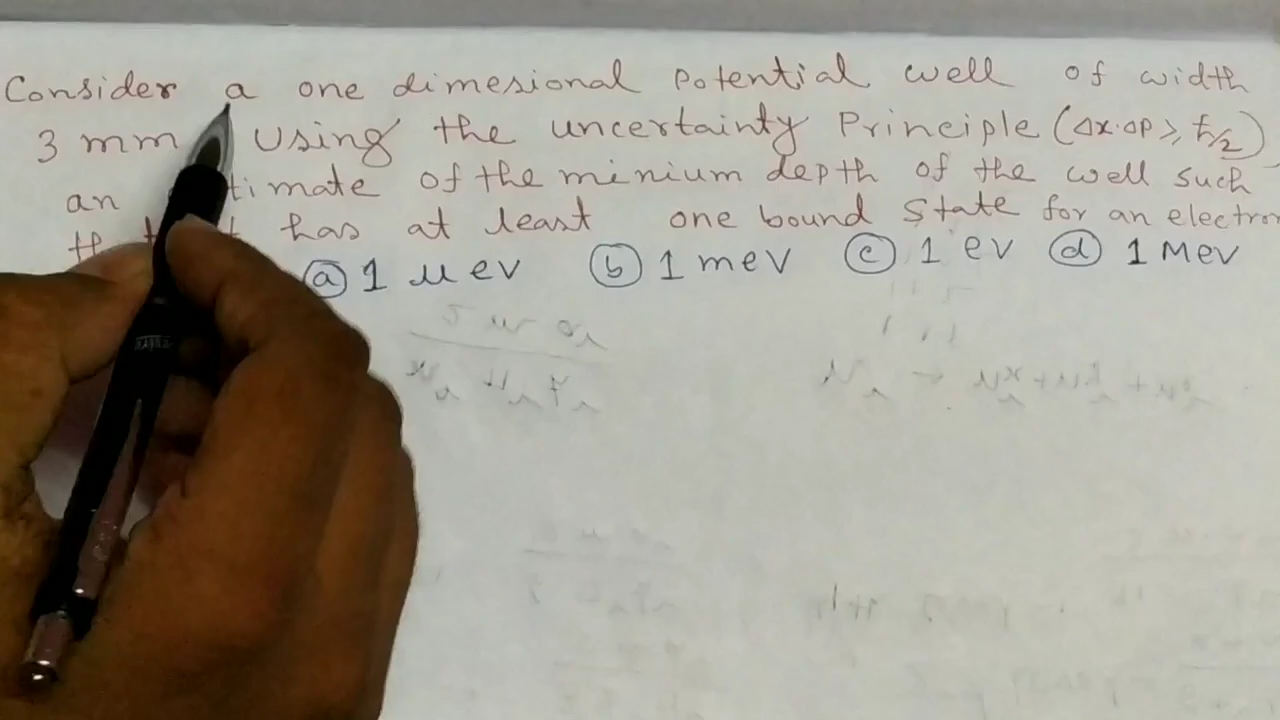 Consider a one dimesional potential well of width
3 mm Using the uncertainty Principle (Δx·Δp ≥ ħ/2)
an timate of the minium depth of the well such
has at least one bound state for an electron
(a) 1 μ ev (b) 1 mev (c) 1 ev (d) 1 Mev